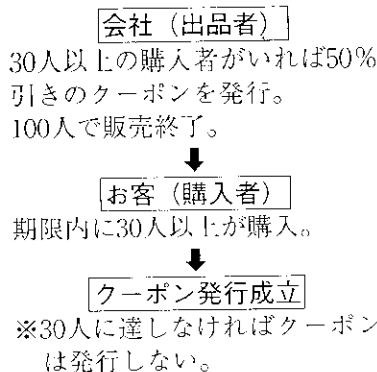 会社（出品者）
30人以上の購入者がいれば50%
引きのクーポンを発行。
100人で販売終了。
お客（購入者）
期限内に30人以上が購入。
クーポン発行成立
※30人に達しなければクーポン
は発行しない。